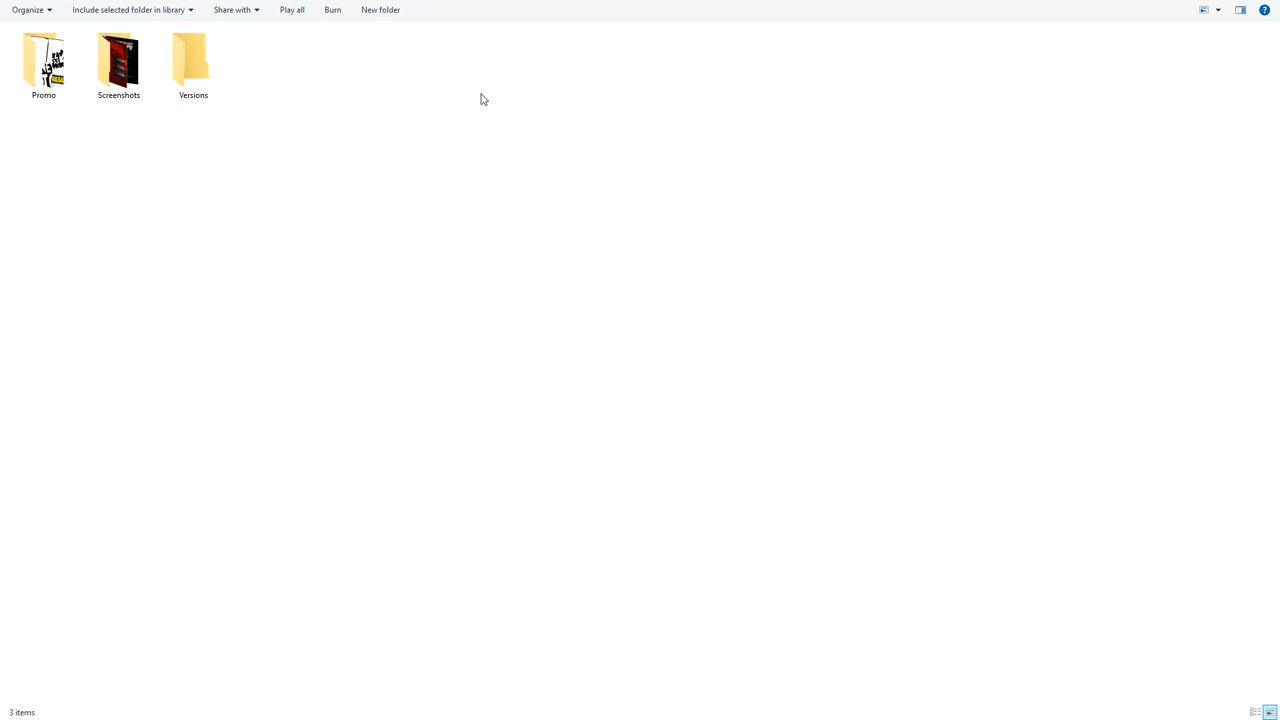 Organize Include selected folder in library Share with Play all Burn New folder
Promo Screenshots Versions
3 items